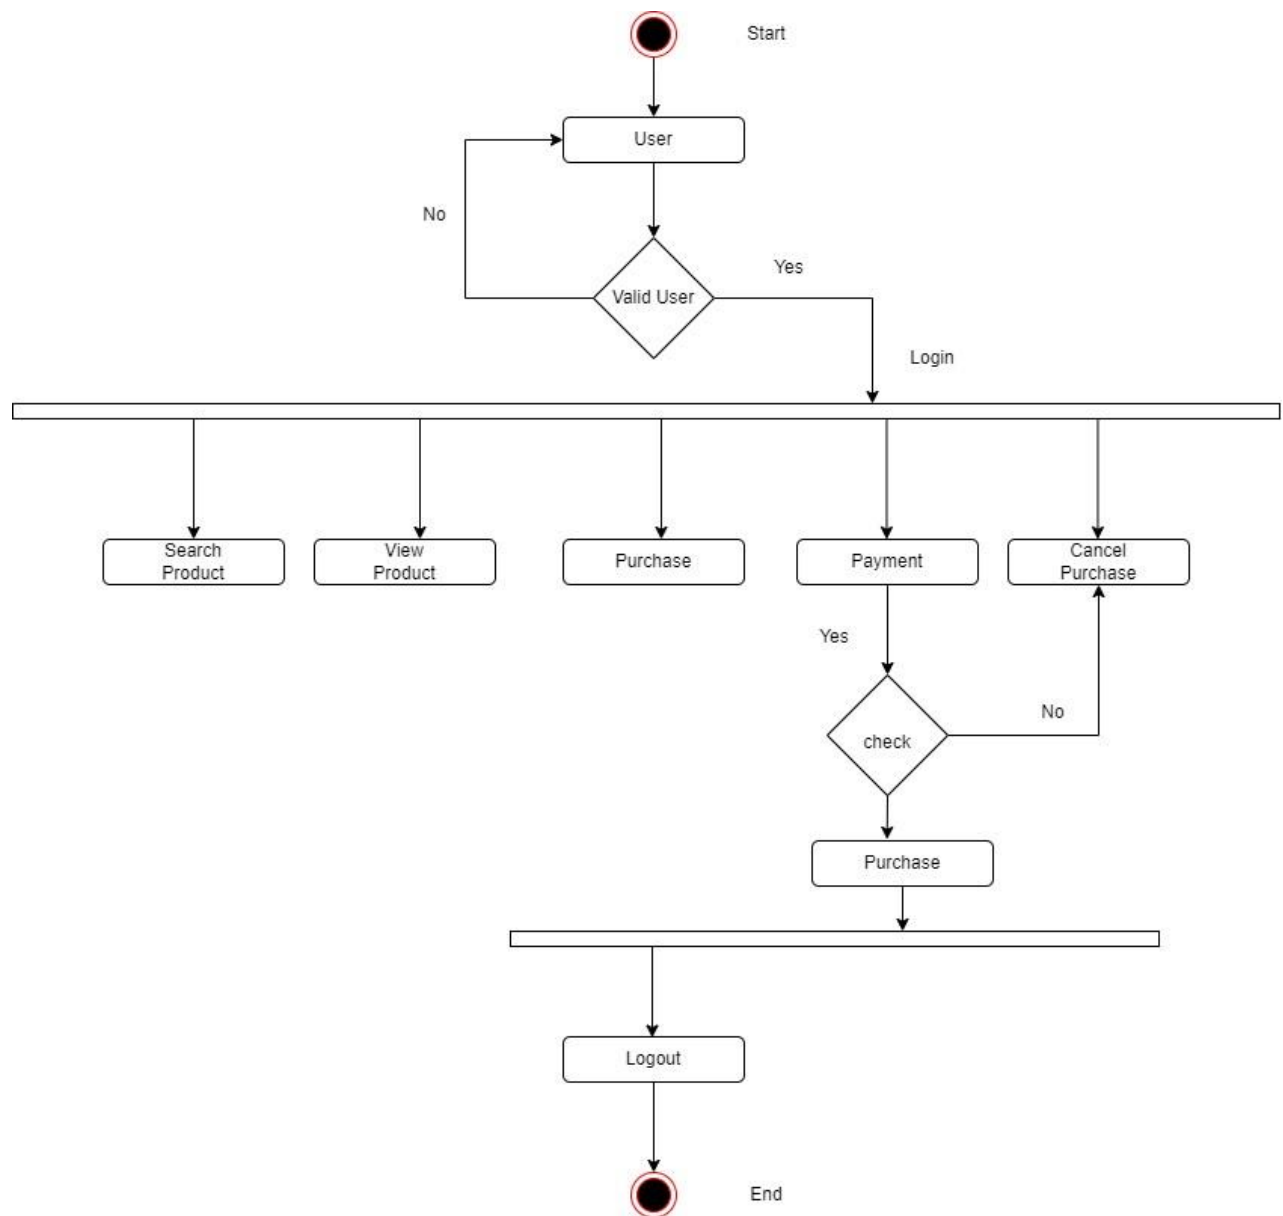 Start
User
No
Yes
Valid User
Login
Search
Product
View
Product
Purchase
Payment
Cancel
Purchase
Yes
No
check
Purchase
Logout
End